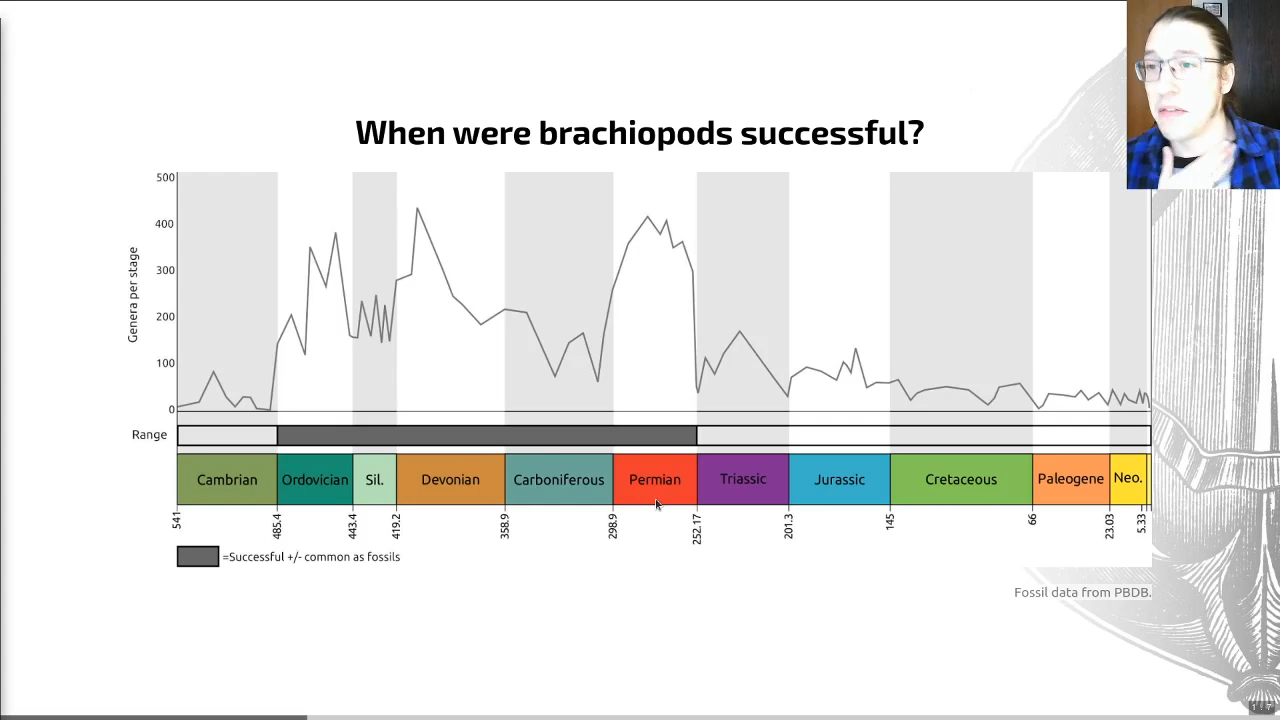 When were brachiopods successful?
500
400
300
200
100
0
Genera per stage
Range
Cambrian Ordovician Sil. Devonian Carboniferous Permian Triassic Jurassic Cretaceous Paleogene Neo.
541 485.4 443.4 419.2 358.9 298.9 252.17 201.3 145 66 23.03 5.33
=Successful +/- common as fossils
Fossil data from PBDB.